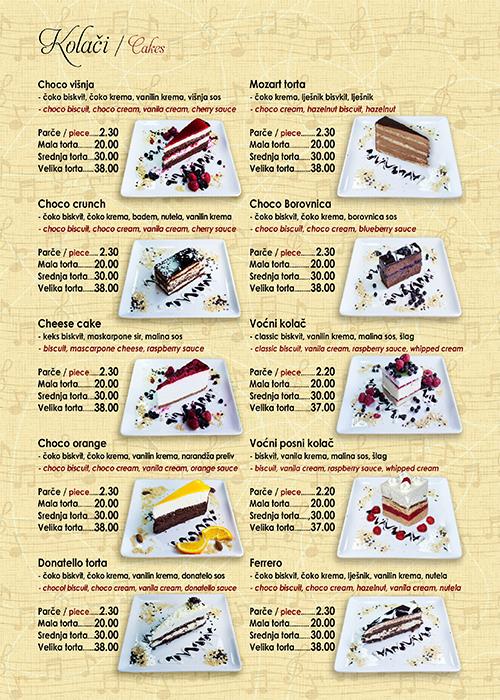 Kolači / Cakes
Choco višnja
- čoko biskvit, čoko krema, vanilin krema, višnja sos
- choco biscuit, choco cream, vanila cream, cherry sauce
Parče / piece.....2.30
Mala torta..........20.00
Srednja torta....30.00
Velika torta.......38.00
Mozart torta
- čoko krema, lješnik bisvkit, lješnik
- choco cream, hazelnut biscuit, hazelnut
Parče / piece.....2.30
Mala torta..........20.00
Srednja torta....30.00
Velika torta.......38.00
Choco crunch
- čoko biskvit, čoko krema, badem, nutela, vanilin krema
- choco biscuit, choco cream, vanila cream, cherry sauce
Parče / piece.....2.30
Mala torta..........20.00
Srednja torta....30.00
Velika torta.......38.00
Choco Borovnica
- čoko biskvit, čoko krema, borovnica sos
- choco biscuit, choco cream, blueberry sauce
Parče / piece.....2.30
Mala torta..........20.00
Srednja torta....30.00
Velika torta.......38.00
Cheese cake
- keks biskvit, maskarpone sir, malina sos
- biscuit, mascarpone cheese, raspberry sauce
Parče / piece.....2.30
Mala torta..........20.00
Srednja torta....30.00
Velika torta.......38.00
Voćni kolač
- classic biskvit, vanilin krema, malina sos, šlag
- classic biscuit, vanila cream, raspberry sauce, whipped cream
Parče / piece.....2.20
Mala torta..........20.00
Srednja torta....30.00
Velika torta.......37.00
Choco orange
- čoko biskvit, čoko krema, vanilin krema, narandža preliv
- choco biscuit, choco cream, vanila cream, orange sauce
Parče / piece.....2.30
Mala torta..........20.00
Srednja torta....30.00
Velika torta.......38.00
Voćni posni kolač
- biskvit, vanila krema, malina sos, šlag
- biscuit, vanila cream, raspberry sauce, whipped cream
Parče / piece.....2.20
Mala torta..........20.00
Srednja torta....30.00
Velika torta.......37.00
Donatello torta
- čoko biskvit, čoko krema, vanilin krema, donatelo sos
- chocol biscuit, choco cream, vanila cream, donatello sauce
Parče / piece.....2.30
Mala torta..........20.00
Srednja torta....30.00
Velika torta.......38.00
Ferrero
- čoko biskvit, čoko krema, lješnik, vanilin krema, nutela
- choco biscuit, choco cream, hazelnut, vanila cream, nutela
Parče / piece.....2.30
Mala torta..........20.00
Srednja torta....30.00
Velika torta.......38.00